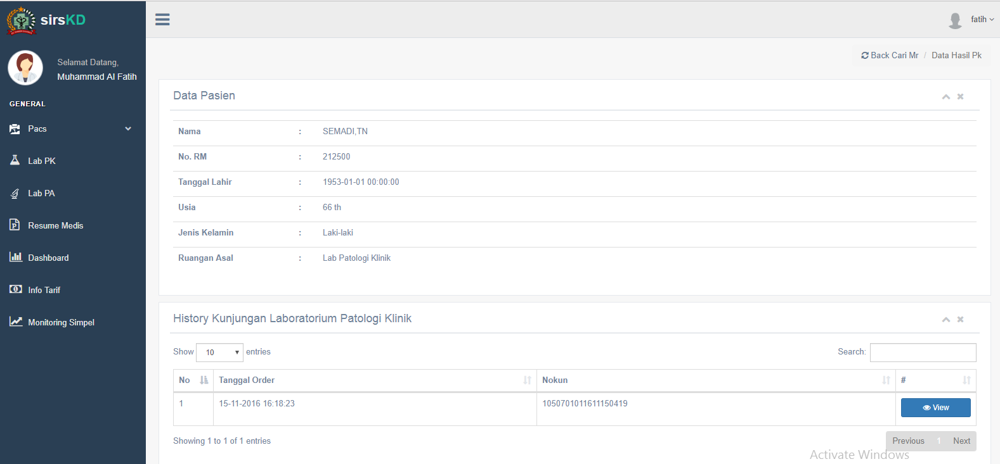 sirsKD
fatih
Selamat Datang,
Muhammad Al Fatih
Back Cari Mr / Data Hasil Pk
GENERAL
Pacs
Lab PK
Lab PA
Resume Medis
Dashboard
Info Tarif
Monitoring Simpel
Data Pasien
Nama : SEMADI,TN
No. RM : 212500
Tanggal Lahir : 1953-01-01 00:00:00
Usia : 66 th
Jenis Kelamin : Laki-laki
Ruangan Asal : Lab Patologi Klinik
History Kunjungan Laboratorium Patologi Klinik
Show 10 entries Search:
No Tanggal Order Nokun #
1 15-11-2016 16:18:23 1050701011611150419 View
Showing 1 to 1 of 1 entries Previous 1 Next
Activate Windows